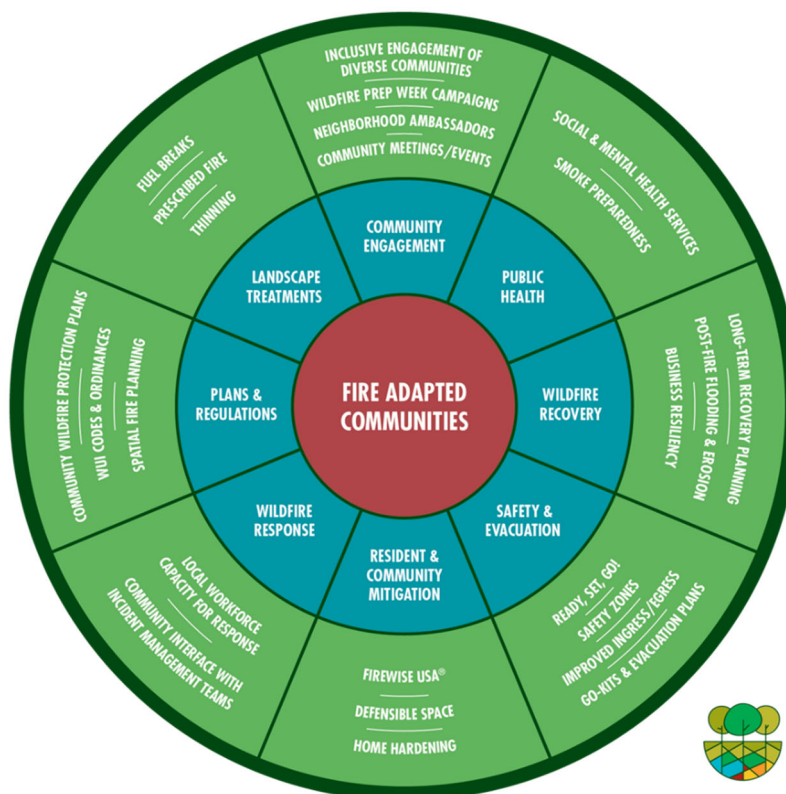 FIRE ADAPTED
COMMUNITIES
COMMUNITY
ENGAGEMENT
INCLUSIVE ENGAGEMENT OF
DIVERSE COMMUNITIES
WILDFIRE PREP WEEK CAMPAIGNS
NEIGHBORHOOD AMBASSADORS
COMMUNITY MEETINGS/EVENTS
PUBLIC
HEALTH
SOCIAL & MENTAL HEALTH SERVICES
SMOKE PREPAREDNESS
WILDFIRE
RECOVERY
LONG-TERM RECOVERY PLANNING
POST-FIRE FLOODING & EROSION
BUSINESS RESILIENCY
SAFETY &
EVACUATION
READY, SET, GO!
SAFETY ZONES
IMPROVED INGRESS/EGRESS
GO-KITS & EVACUATION PLANS
RESIDENT &
COMMUNITY
MITIGATION
FIREWISE USA®
DEFENSIBLE SPACE
HOME HARDENING
WILDFIRE
RESPONSE
LOCAL WORKFORCE
CAPACITY FOR RESPONSE
COMMUNITY INTERFACE WITH
INCIDENT MANAGEMENT TEAMS
PLANS &
REGULATIONS
COMMUNITY WILDFIRE PROTECTION PLANS
WUI CODES & ORDINANCES
SPATIAL FIRE PLANNING
LANDSCAPE
TREATMENTS
FUEL BREAKS
PRESCRIBED FIRE
THINNING